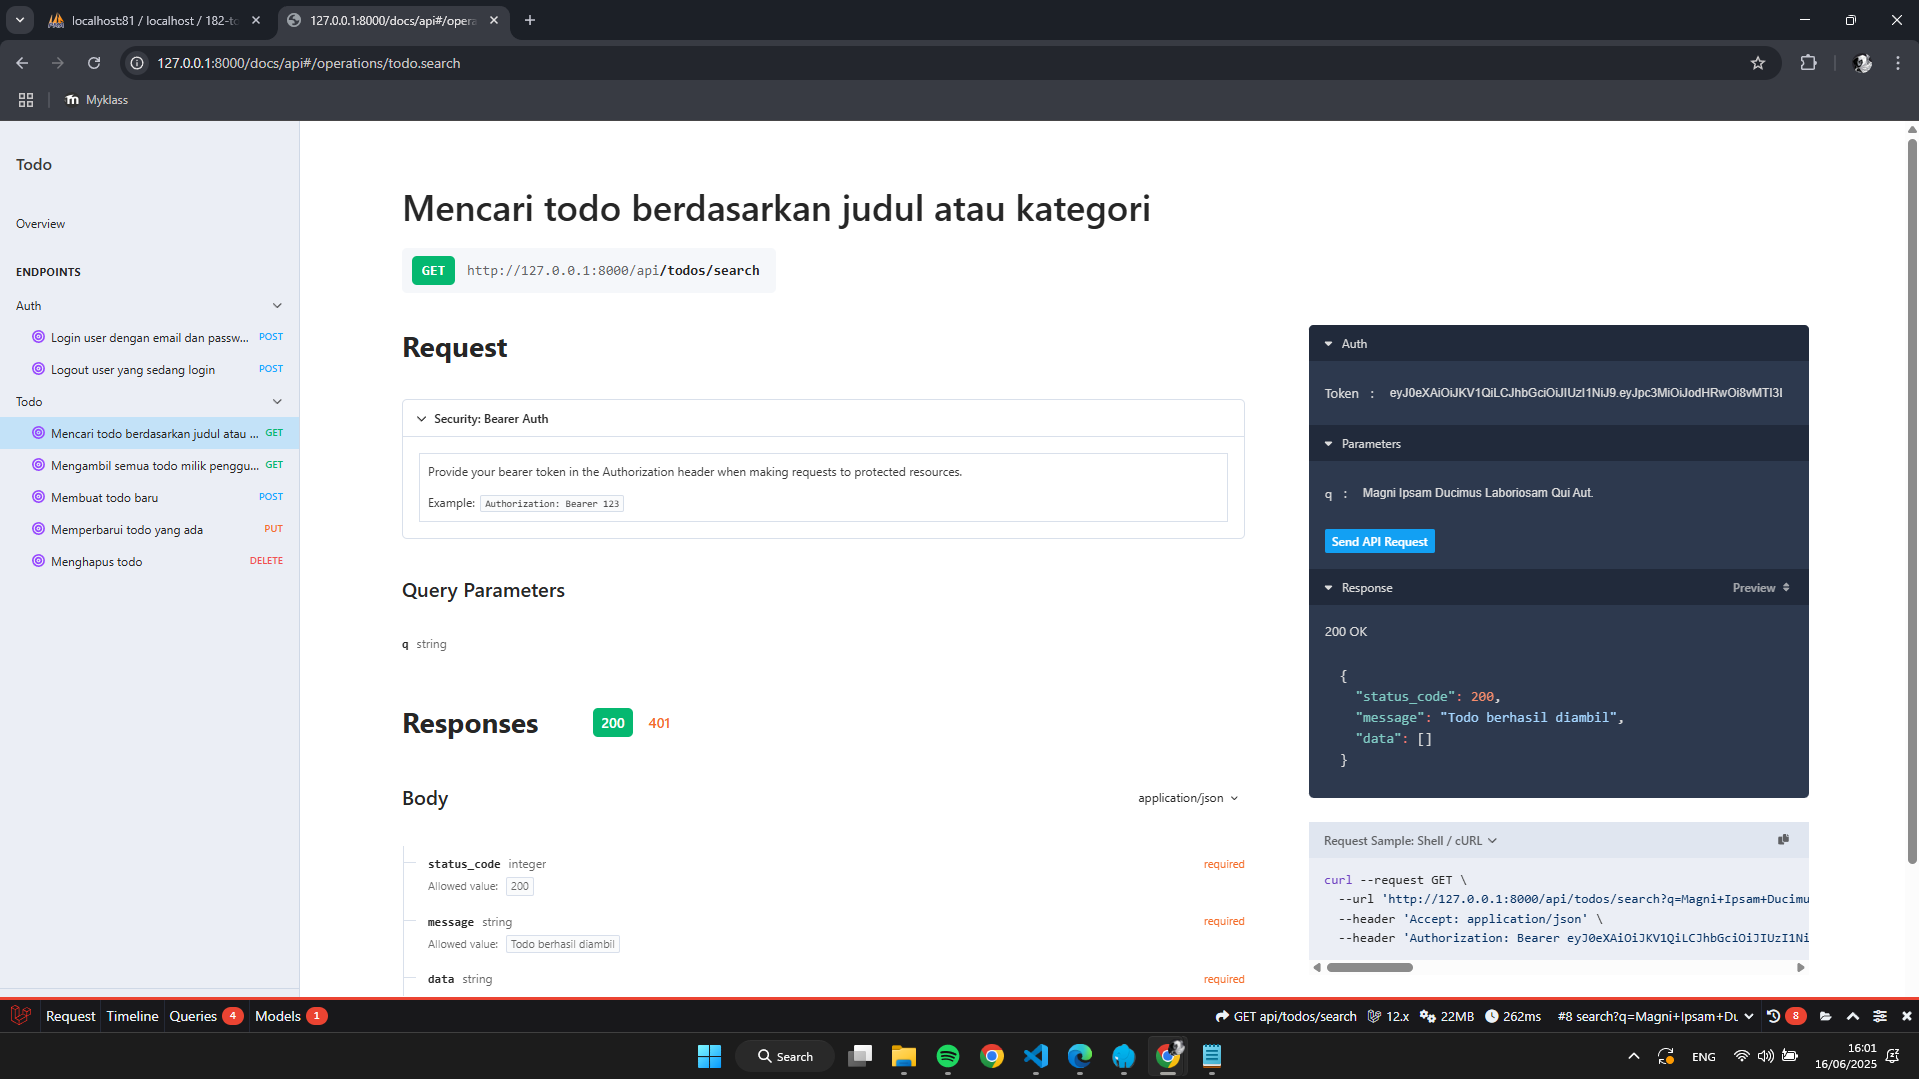 localhost:81 / localhost / 182-to
127.0.0.1:8000/docs/api#/opera
127.0.0.1:8000/docs/api#/operations/todo.search
Myklass
Todo
Overview
ENDPOINTS
Auth
Login user dengan email dan passw... POST
Logout user yang sedang login POST
Todo
Mencari todo berdasarkan judul atau ... GET
Mengambil semua todo milik penggu... GET
Membuat todo baru POST
Memperbarui todo yang ada PUT
Menghapus todo DELETE
Mencari todo berdasarkan judul atau kategori
GET http://127.0.0.1:8000/api/todos/search
Request
Security: Bearer Auth
Provide your bearer token in the Authorization header when making requests to protected resources.
Example: Authorization: Bearer 123
Query Parameters
q string
Responses 200 401
Body application/json
status_code integer required
Allowed value: 200
message string required
Allowed value: Todo berhasil diambil
data string required
Auth
Token : eyJ0eXAiOiJKV1QiLCJhbGciOiJIUzI1NiJ9.eyJpc3MiOiJodHRwOi8vMTI3I
Parameters
q : Magni Ipsam Ducimus Laboriosam Qui Aut.
Send API Request
Response Preview
200 OK
{
"status_code": 200,
"message": "Todo berhasil diambil",
"data": []
}
Request Sample: Shell / cURL
curl --request GET \
--url 'http://127.0.0.1:8000/api/todos/search?q=Magni+Ipsam+Ducimu
--header 'Accept: application/json' \
--header 'Authorization: Bearer eyJ0eXAiOiJKV1QiLCJhbGciOiJIUzI1Ni
Request Timeline Queries 4 Models 1 GET api/todos/search 12.x 22MB 262ms #8 search?q=Magni+Ipsam+Du 8
Search ENG 16:01
16/06/2025